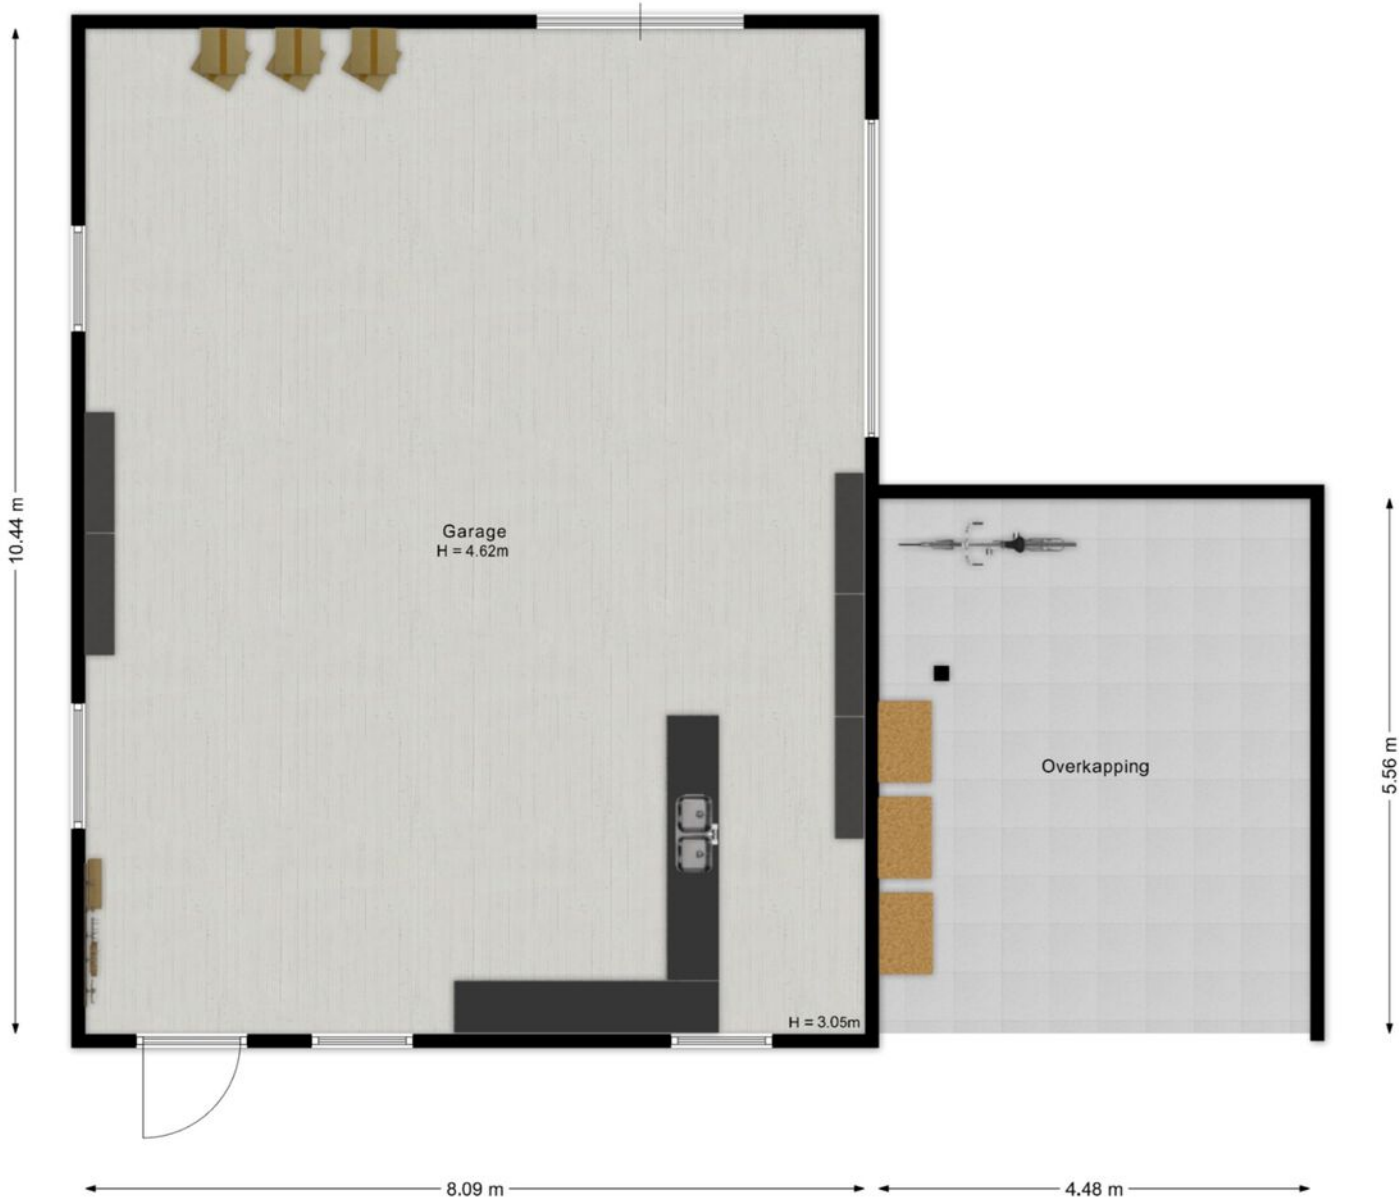 10.44 m
Garage
H = 4.62m
Overkapping
5.56 m
H = 3.05m
8.09 m
4.48 m